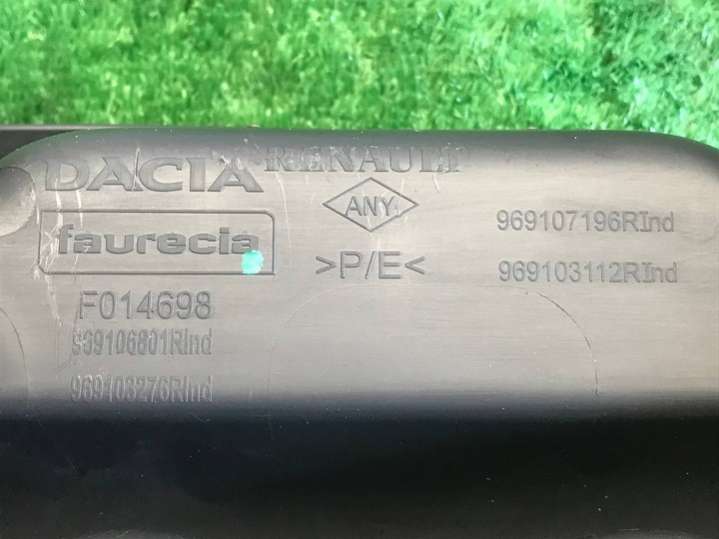 DACIA RENAULT
faurecia
ANY
>P/E<
F014698
969107196RInd
969103112RInd
969106801RInd
969103276RInd